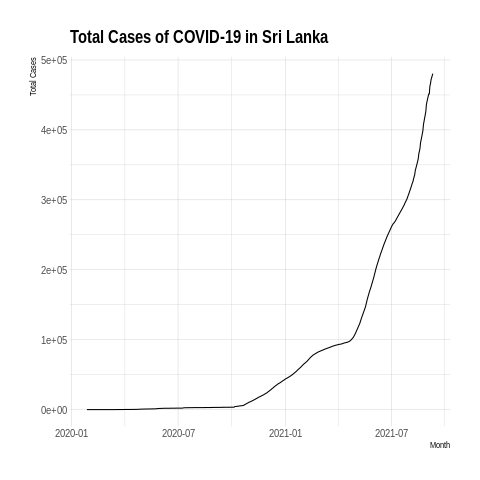 Total Cases of COVID-19 in Sri Lanka
Total Cases
5e+05
4e+05
3e+05
2e+05
1e+05
0e+00
2020-01 2020-07 2021-01 2021-07
Month